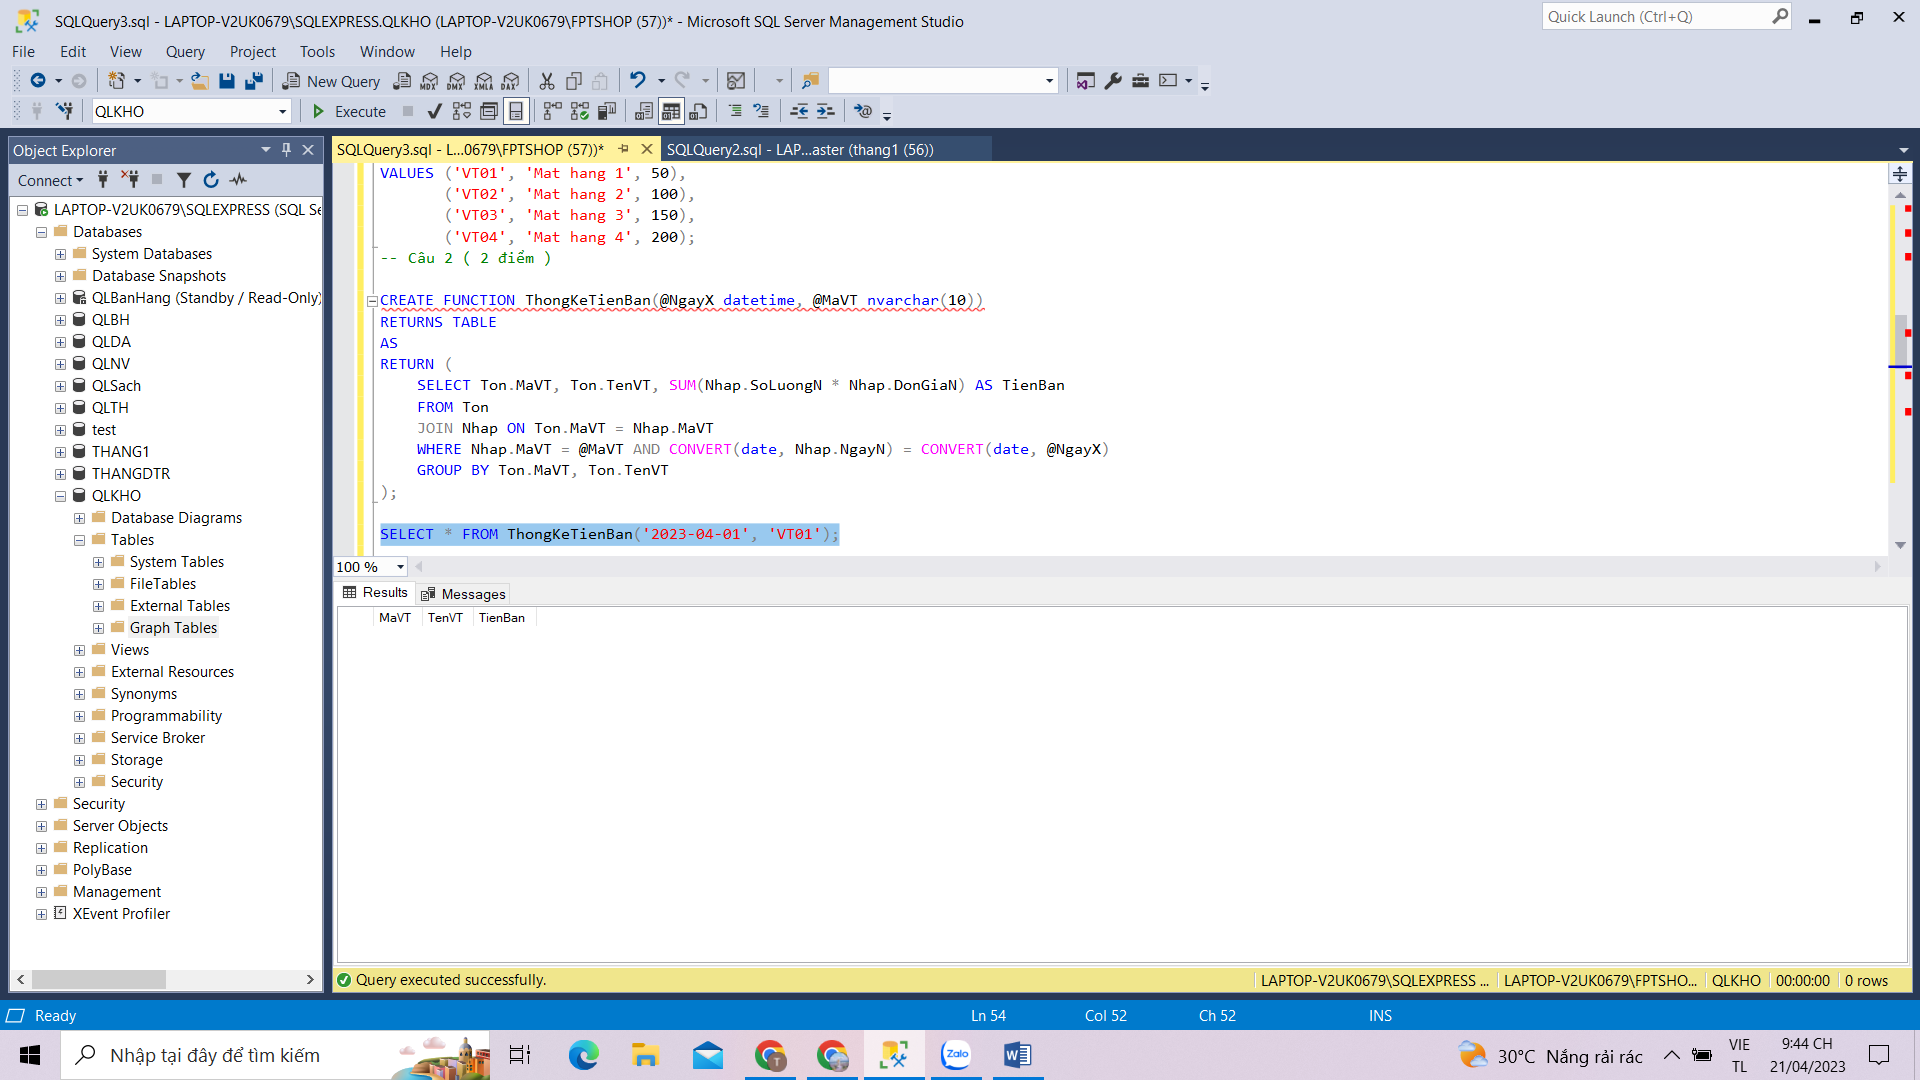 SQLQuery3.sql - LAPTOP-V2UK0679\SQLEXPRESS.QLKHO (LAPTOP-V2UK0679\FPTSHOP (57))* - Microsoft SQL Server Management Studio
Quick Launch (Ctrl+Q)
File Edit View Query Project Tools Window Help
New Query
MDX DMX XMLA DAX
QLKHO
Execute
Object Explorer
SQLQuery3.sql - L...0679\FPTSHOP (57))*
SQLQuery2.sql - LAP...aster (thang1 (56))
Connect
LAPTOP-V2UK0679\SQLEXPRESS (SQL Se
Databases
System Databases
Database Snapshots
QLBanHang (Standby / Read-Only)
QLBH
QLDA
QLNV
QLSach
QLTH
test
THANG1
THANGDTR
QLKHO
Database Diagrams
Tables
System Tables
FileTables
External Tables
Graph Tables
Views
External Resources
Synonyms
Programmability
Service Broker
Storage
Security
Security
Server Objects
Replication
PolyBase
Management
XEvent Profiler
VALUES ('VT01', 'Mat hang 1', 50),
('VT02', 'Mat hang 2', 100),
('VT03', 'Mat hang 3', 150),
('VT04', 'Mat hang 4', 200);
-- Câu 2 ( 2 điểm )
CREATE FUNCTION ThongKeTienBan(@NgayX datetime, @MaVT nvarchar(10))
RETURNS TABLE
AS
RETURN (
SELECT Ton.MaVT, Ton.TenVT, SUM(Nhap.SoLuongN * Nhap.DonGiaN) AS TienBan
FROM Ton
JOIN Nhap ON Ton.MaVT = Nhap.MaVT
WHERE Nhap.MaVT = @MaVT AND CONVERT(date, Nhap.NgayN) = CONVERT(date, @NgayX)
GROUP BY Ton.MaVT, Ton.TenVT
);
SELECT * FROM ThongKeTienBan('2023-04-01', 'VT01');
100 %
Results Messages
MaVT TenVT TienBan
Query executed successfully.
LAPTOP-V2UK0679\SQLEXPRESS ... LAPTOP-V2UK0679\FPTSHO... QLKHO 00:00:00 0 rows
Ready
Ln 54 Col 52 Ch 52 INS
Nhập tại đây để tìm kiếm
T
Zalo
30°C Nắng rải rác
VIE
TL
9:44 CH
21/04/2023